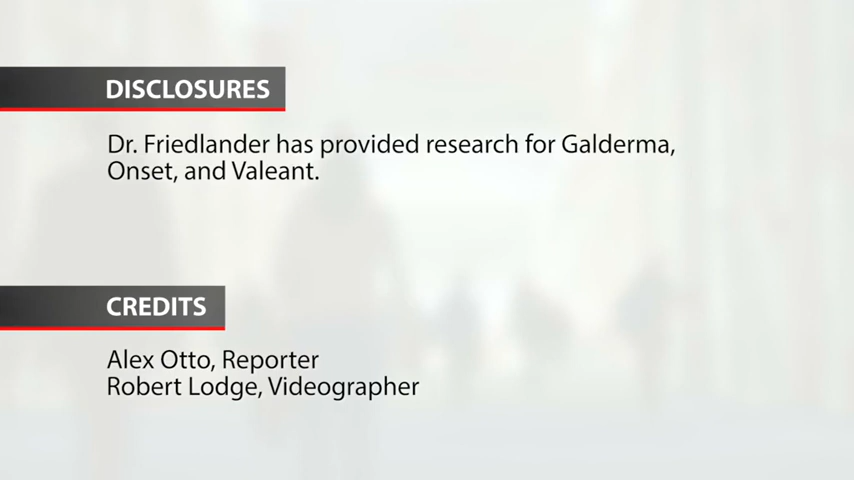 DISCLOSURES
Dr. Friedlander has provided research for Galderma,
Onset, and Valeant.
CREDITS
Alex Otto, Reporter
Robert Lodge, Videographer